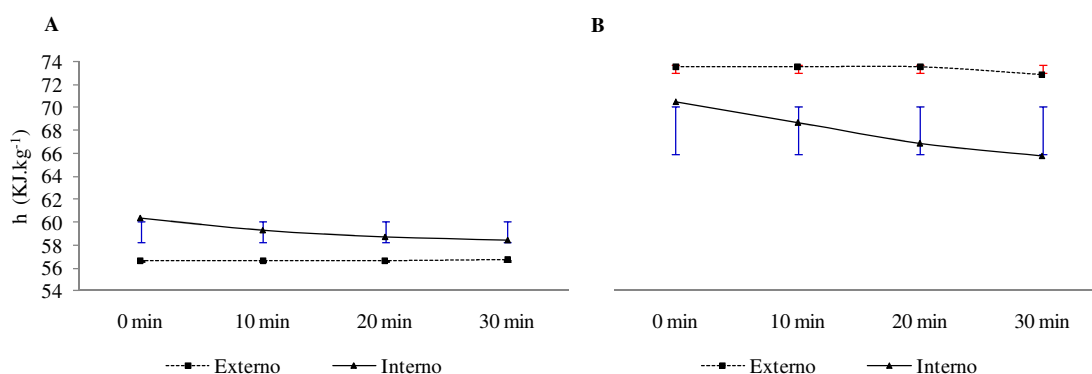 A
B
h (KJ.kg⁻¹)
74
72
70
68
66
64
62
60
58
56
54
0 min 10 min 20 min 30 min
0 min 10 min 20 min 30 min
Externo Interno
Externo Interno